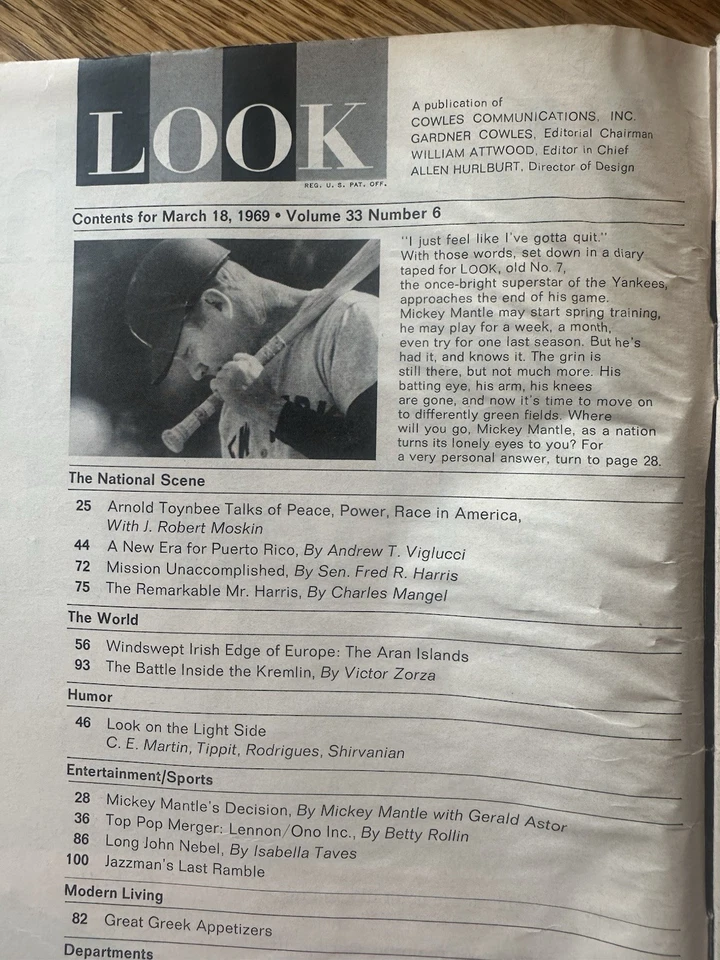 LOOK
REG. U. S. PAT. OFF.
A publication of
COWLES COMMUNICATIONS, INC.
GARDNER COWLES, Editorial Chairman
WILLIAM ATTWOOD, Editor in Chief
ALLEN HURLBURT, Director of Design
Contents for March 18, 1969 • Volume 33 Number 6
"I just feel like I've gotta quit."
With those words, set down in a diary
taped for LOOK, old No. 7,
the once-bright superstar of the Yankees,
approaches the end of his game.
Mickey Mantle may start spring training,
he may play for a week, a month,
even try for one last season. But he's
had it, and knows it. The grin is
still there, but not much more. His
batting eye, his arm, his knees
are gone, and now it's time to move on
to differently green fields. Where
will you go, Mickey Mantle, as a nation
turns its lonely eyes to you? For
a very personal answer, turn to page 28.
The National Scene
25 Arnold Toynbee Talks of Peace, Power, Race in America,
With J. Robert Moskin
44 A New Era for Puerto Rico, By Andrew T. Viglucci
72 Mission Unaccomplished, By Sen. Fred R. Harris
75 The Remarkable Mr. Harris, By Charles Mangel
The World
56 Windswept Irish Edge of Europe: The Aran Islands
93 The Battle Inside the Kremlin, By Victor Zorza
Humor
46 Look on the Light Side
C. E. Martin, Tippit, Rodrigues, Shirvanian
Entertainment/Sports
28 Mickey Mantle's Decision, By Mickey Mantle with Gerald Astor
36 Top Pop Merger: Lennon/Ono Inc., By Betty Rollin
86 Long John Nebel, By Isabella Taves
100 Jazzman's Last Ramble
Modern Living
82 Great Greek Appetizers
Departments